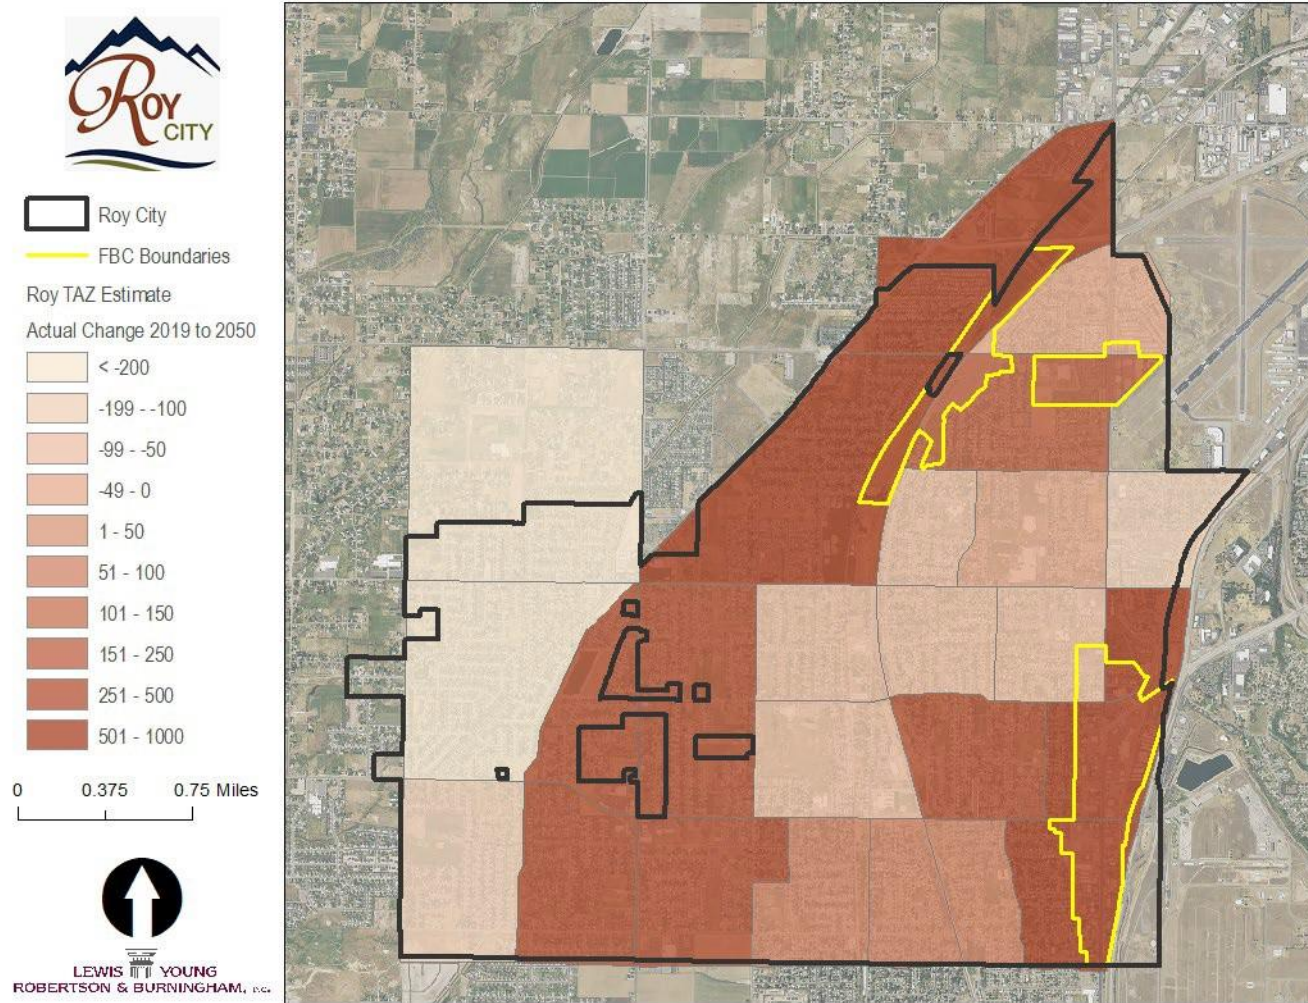 ROY
CITY
Roy City
FBC Boundaries
Roy TAZ Estimate
Actual Change 2019 to 2050
< -200
-199 - -100
-99 - -50
-49 - 0
1 - 50
51 - 100
101 - 150
151 - 250
251 - 500
501 - 1000
0 0.375 0.75 Miles
LEWIS YOUNG
ROBERTSON & BURNINGHAM, INC.